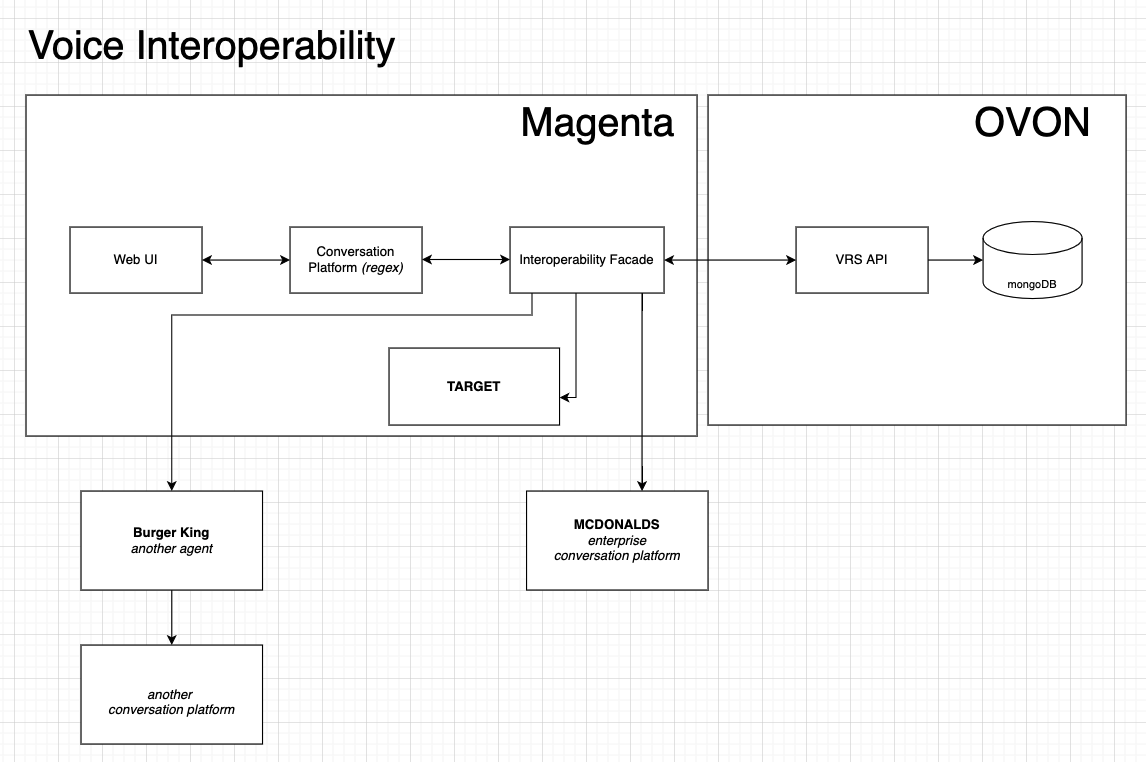 Voice Interoperability
Magenta
OVON
Web UI
Conversation
Platform (regex)
Interoperability Facade
VRS API
mongoDB
TARGET
Burger King
another agent
MCDONALDS
enterprise
conversation platform
another
conversation platform